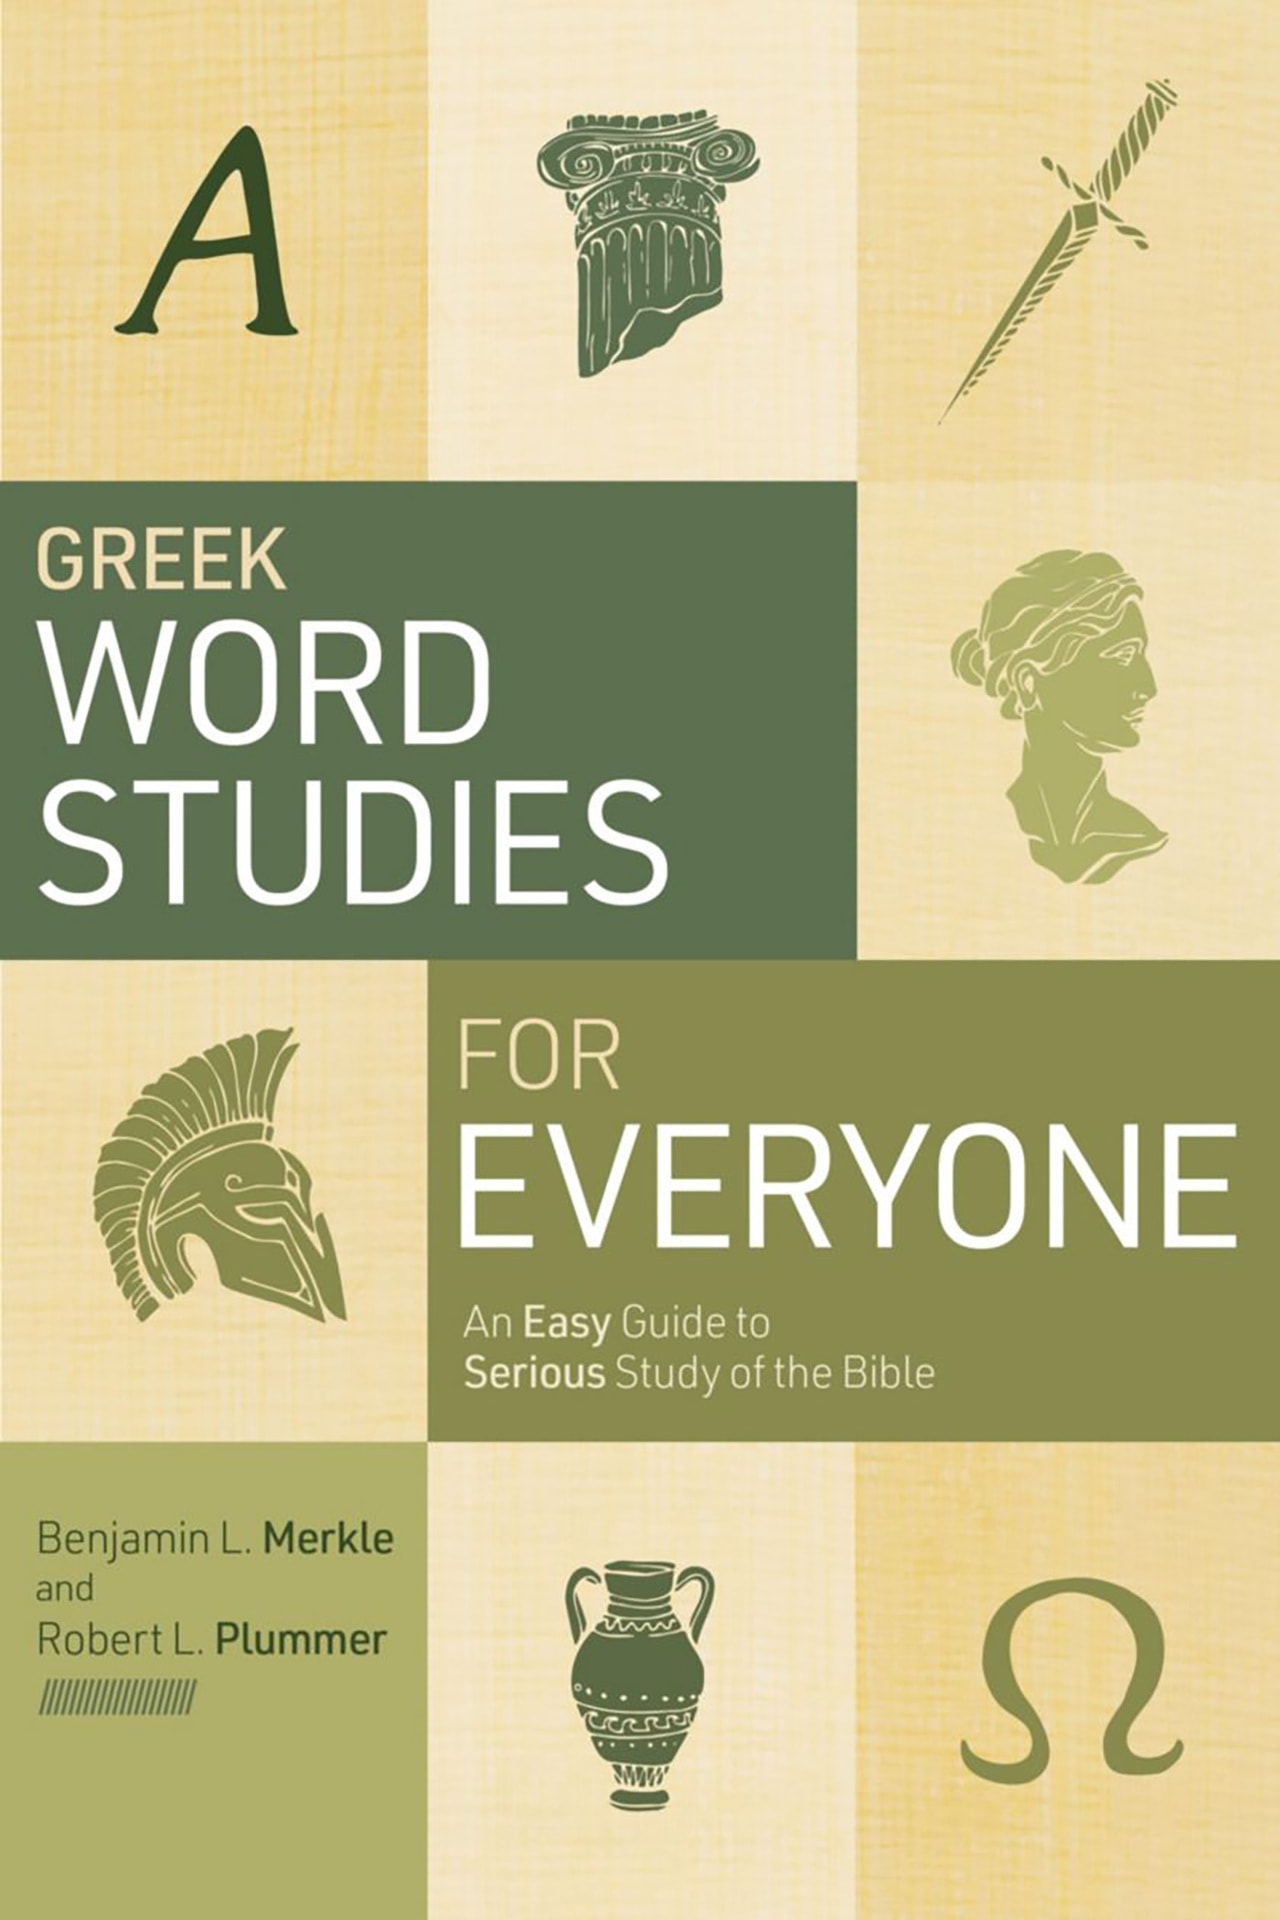 Α
GREEK
WORD
STUDIES
FOR
EVERYONE
An Easy Guide to
Serious Study of the Bible
Benjamin L. Merkle
and
Robert L. Plummer
Ω